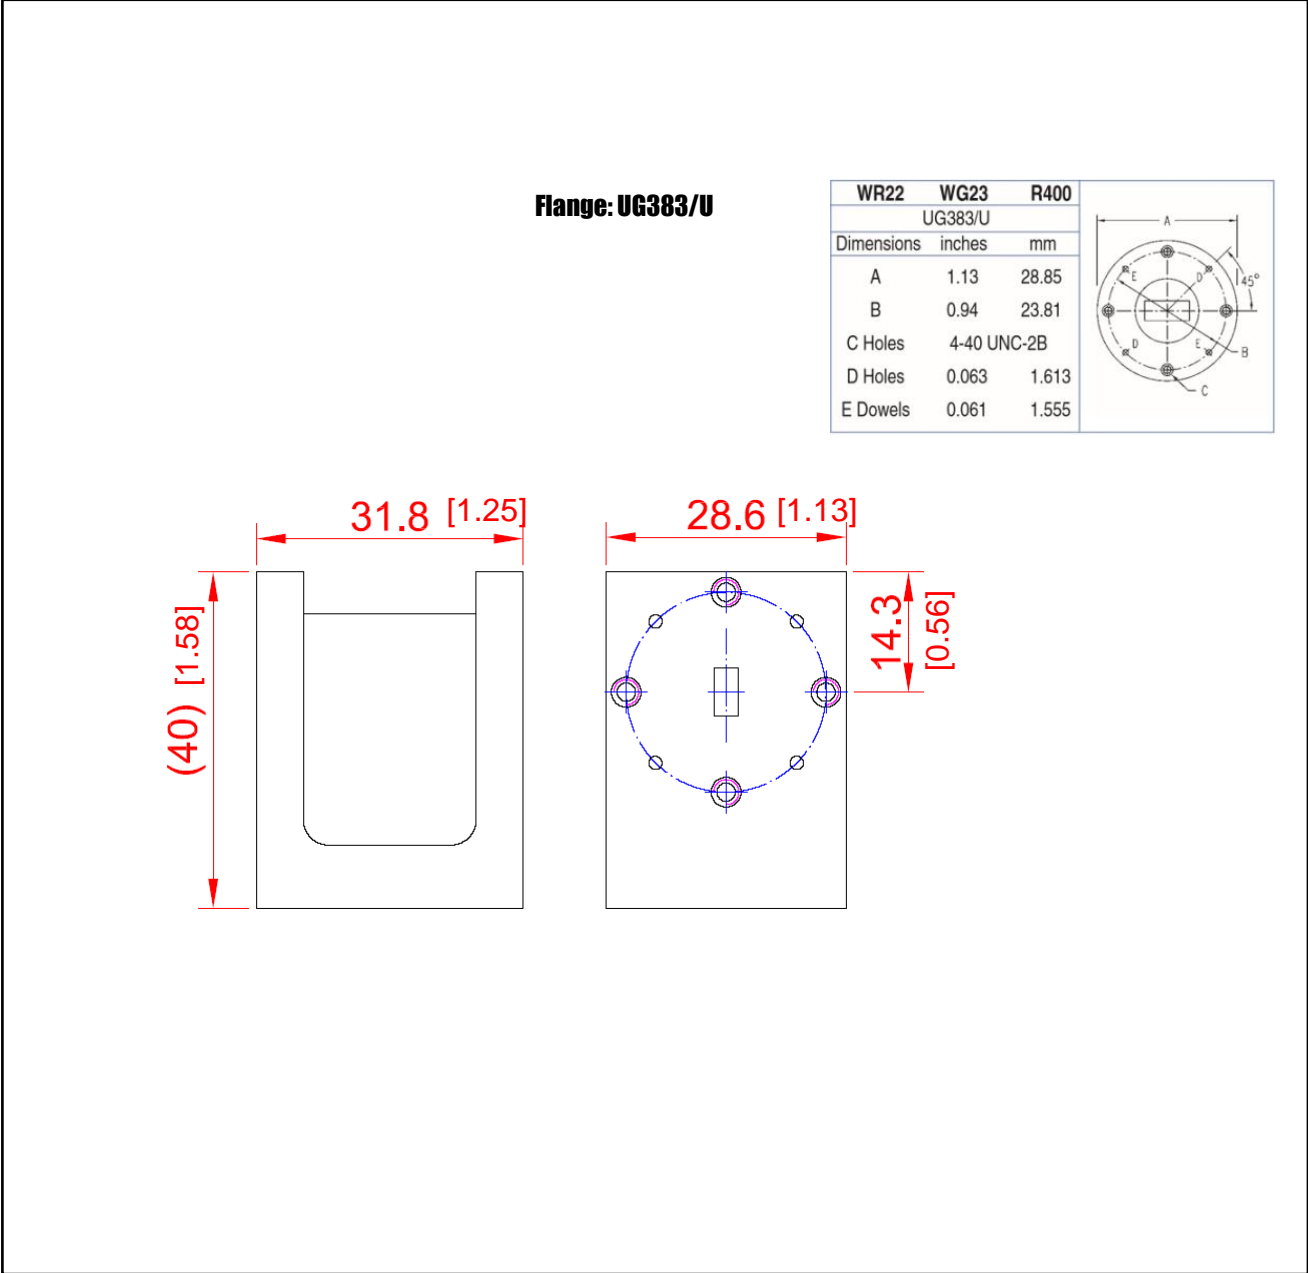 Flange: UG383/U
WR22 WG23 R400
UG383/U
Dimensions inches mm
A 1.13 28.85
B 0.94 23.81
C Holes 4-40 UNC-2B
D Holes 0.063 1.613
E Dowels 0.061 1.555
A
E
D
45°
D
E
B
C
31.8 [1.25]
28.6 [1.13]
(40) [1.58]
14.3
[0.56]